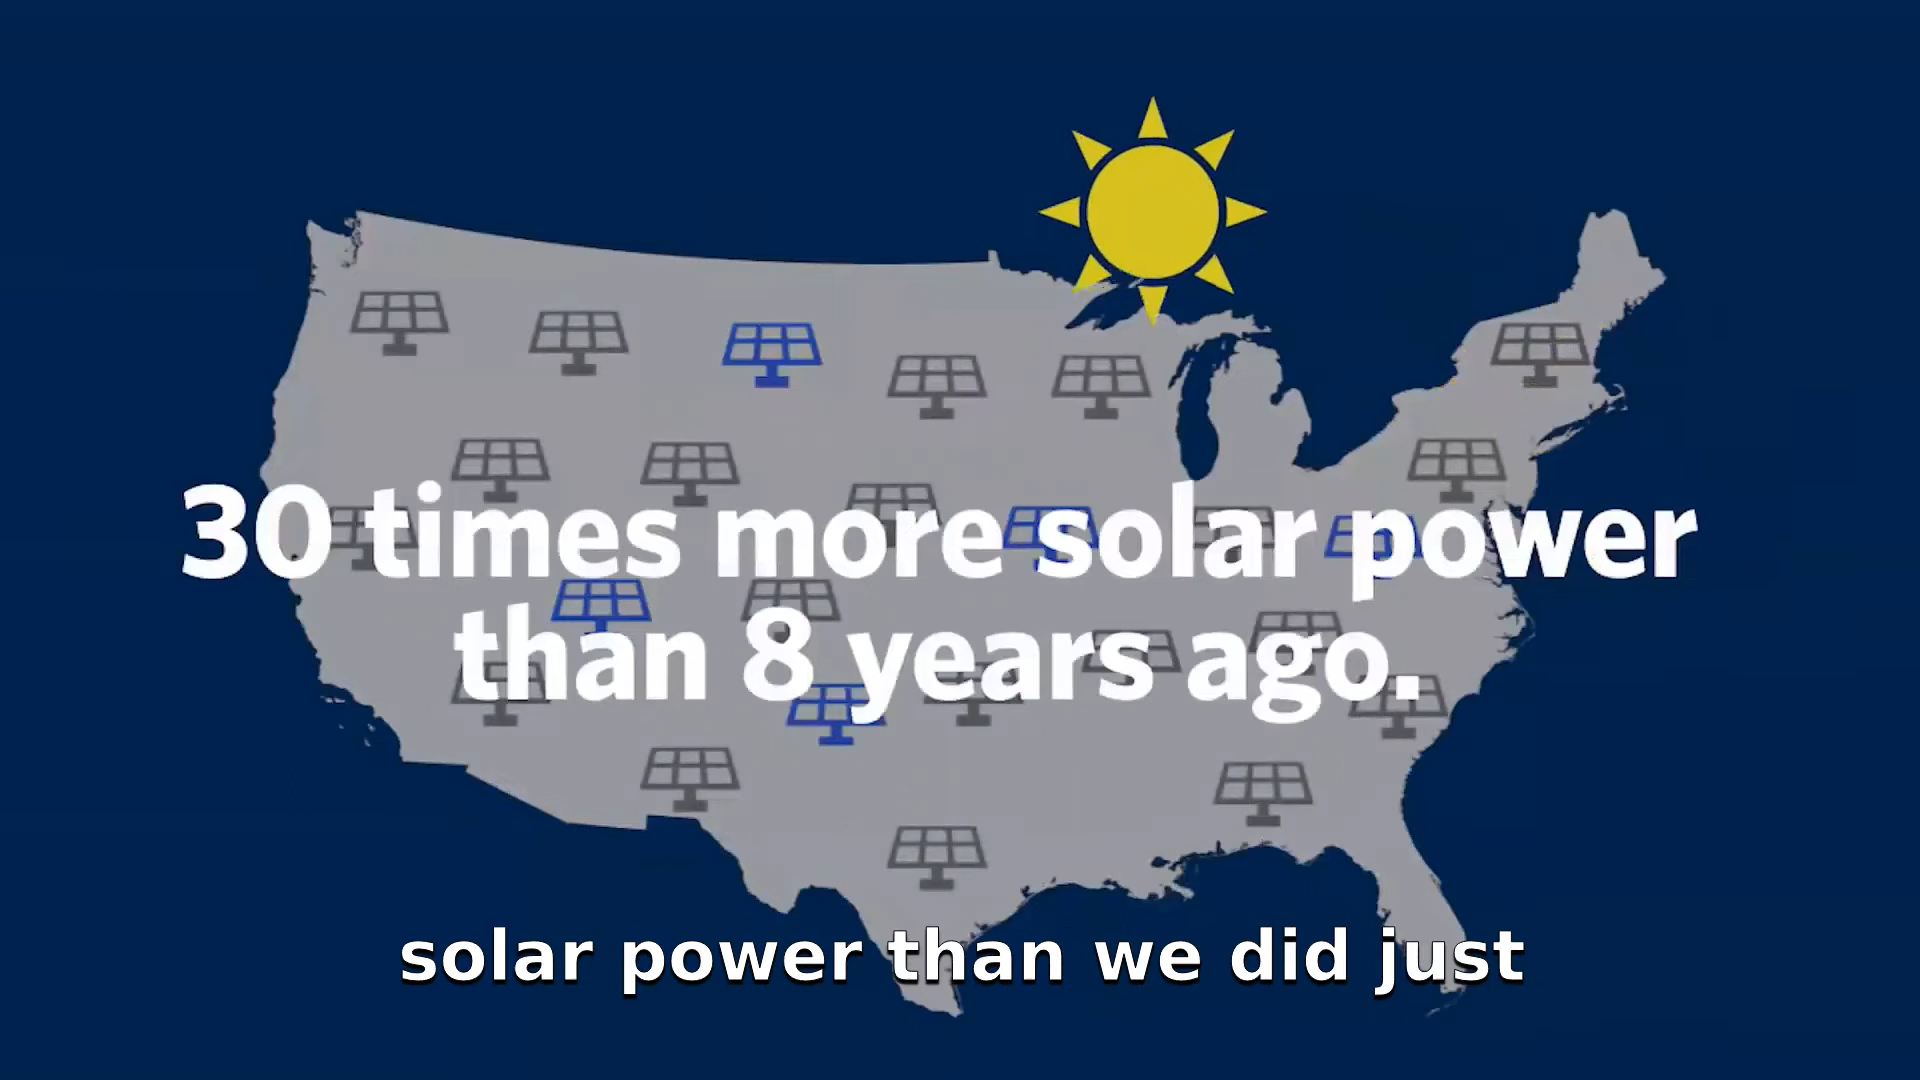 30 times more solar power
than 8 years ago.
solar power than we did just